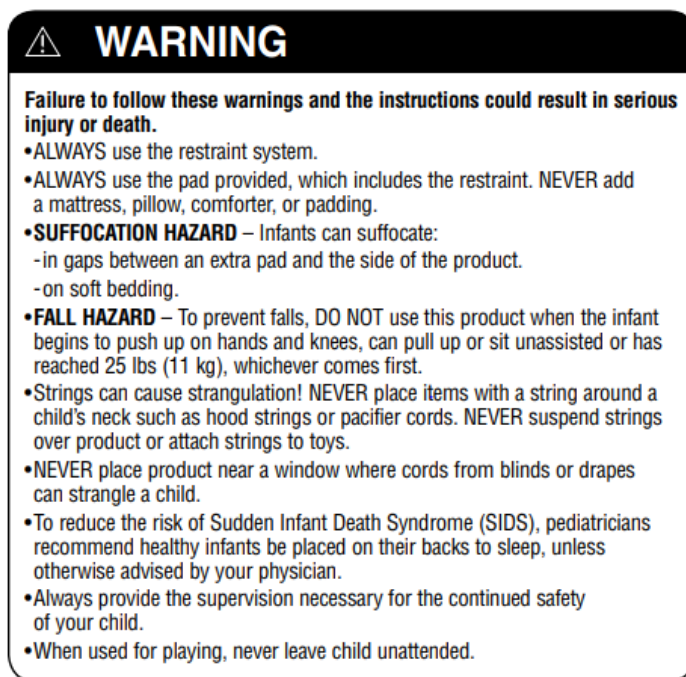 WARNING
Failure to follow these warnings and the instructions could result in serious
injury or death.
•ALWAYS use the restraint system.
•ALWAYS use the pad provided, which includes the restraint. NEVER add
a mattress, pillow, comforter, or padding.
•SUFFOCATION HAZARD – Infants can suffocate:
-in gaps between an extra pad and the side of the product.
-on soft bedding.
•FALL HAZARD – To prevent falls, DO NOT use this product when the infant
begins to push up on hands and knees, can pull up or sit unassisted or has
reached 25 lbs (11 kg), whichever comes first.
•Strings can cause strangulation! NEVER place items with a string around a
child's neck such as hood strings or pacifier cords. NEVER suspend strings
over product or attach strings to toys.
•NEVER place product near a window where cords from blinds or drapes
can strangle a child.
•To reduce the risk of Sudden Infant Death Syndrome (SIDS), pediatricians
recommend healthy infants be placed on their backs to sleep, unless
otherwise advised by your physician.
•Always provide the supervision necessary for the continued safety
of your child.
•When used for playing, never leave child unattended.